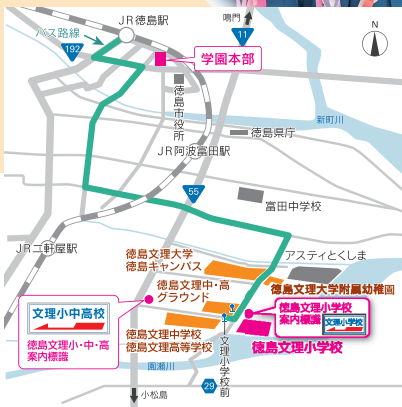 JR徳島駅
鳴門
N
バス路線
192
11
学園本部
徳島市役所
新町川
徳島県庁
JR阿波富田駅
55
富田中学校
JR二軒屋駅
アスティとくしま
徳島文理大学
徳島キャンパス
徳島文理大学附属幼稚園
徳島文理中・高
グラウンド
徳島文理小学校
案内標識
文理小学校
文理小中高校
徳島文理小・中・高
案内標識
徳島文理中学校
徳島文理高等学校
文理小学校前
徳島文理小学校
園瀬川
29
小松島